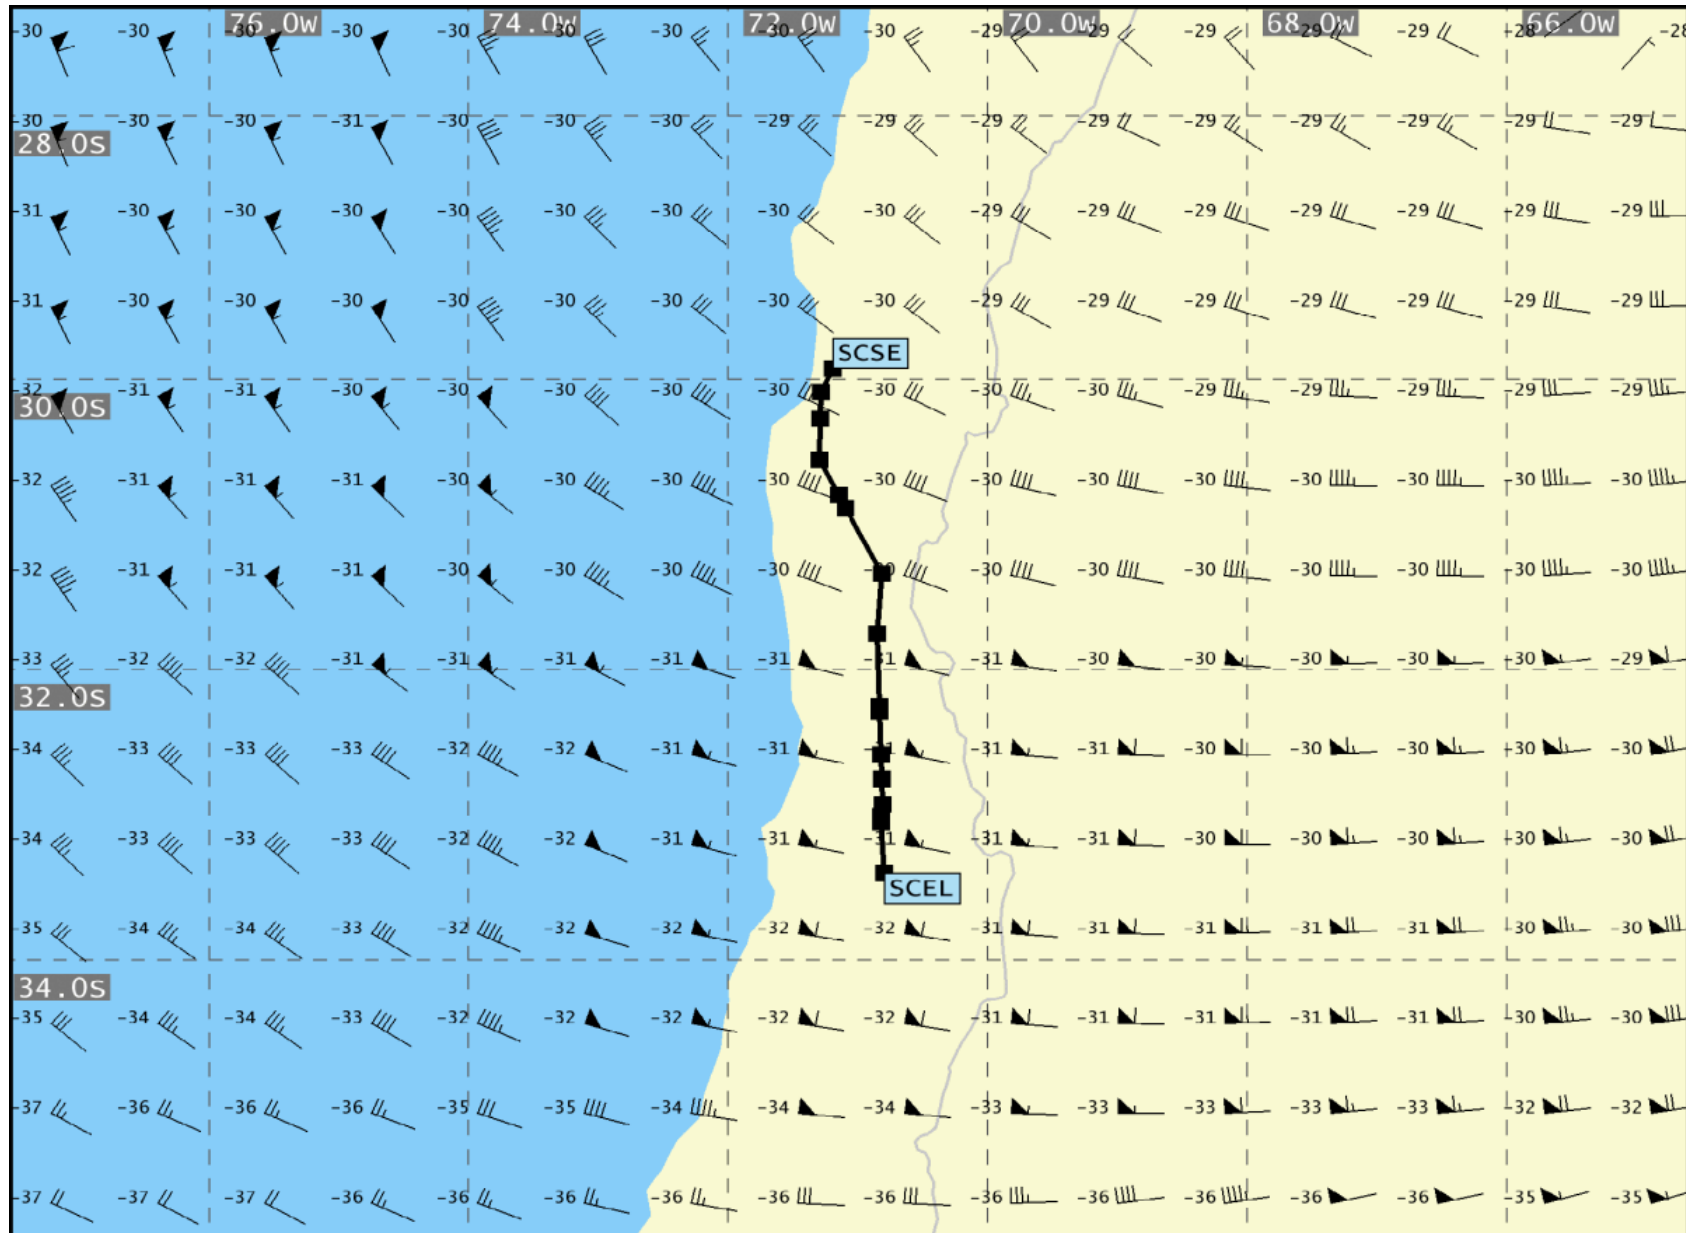 76.0W 74.0W 72.0W 70.0W 68.0W 66.0W
-30 -30 -30 -30 -30 -30 -30 -30 -30 -29 -29 -29 -29 -29 -28 -28
-30 -30 -30 -31 -30 -30 -30 -29 -29 -29 -29 -29 -29 -29 -29 -29
28.0S
-31 -30 -30 -30 -30 -30 -30 -30 -30 -29 -29 -29 -29 -29 -29 -29
-31 -30 -30 -30 -30 -30 -30 -30 -30 -29 -29 -29 -29 -29 -29 -29
SCSE
-32 -31 -31 -30 -30 -30 -30 -30 -30 -30 -30 -29 -29 -29 -29 -29
30.0S
-32 -31 -31 -31 -30 -30 -30 -30 -30 -30 -30 -30 -30 -30 -30 -30
-32 -31 -31 -31 -30 -30 -30 -30 -30 -30 -30 -30 -30 -30 -30
-33 -32 -32 -31 -31 -31 -31 -31 -31 -31 -30 -30 -30 -30 -30 -29
32.0S
-34 -33 -33 -33 -32 -32 -31 -31 -31 -31 -31 -30 -30 -30 -30 -30
-34 -33 -33 -33 -32 -32 -31 -31 -31 -31 -31 -30 -30 -30 -30 -30
SCEL
-35 -34 -34 -33 -32 -32 -32 -32 -32 -31 -31 -31 -31 -31 -30 -30
34.0S
-35 -34 -34 -33 -32 -32 -32 -32 -32 -31 -31 -31 -31 -31 -30 -30
-37 -36 -36 -36 -35 -35 -34 -34 -34 -33 -33 -33 -33 -33 -32 -32
-37 -37 -37 -36 -36 -36 -36 -36 -36 -36 -36 -36 -36 -36 -35 -35